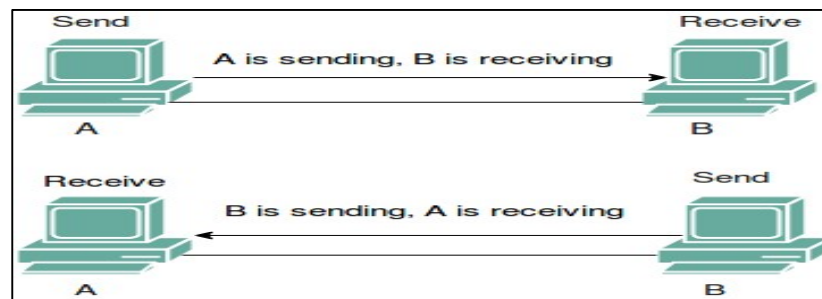 Send
Receive
A is sending, B is receiving
A
B
Receive
Send
B is sending, A is receiving
A
B